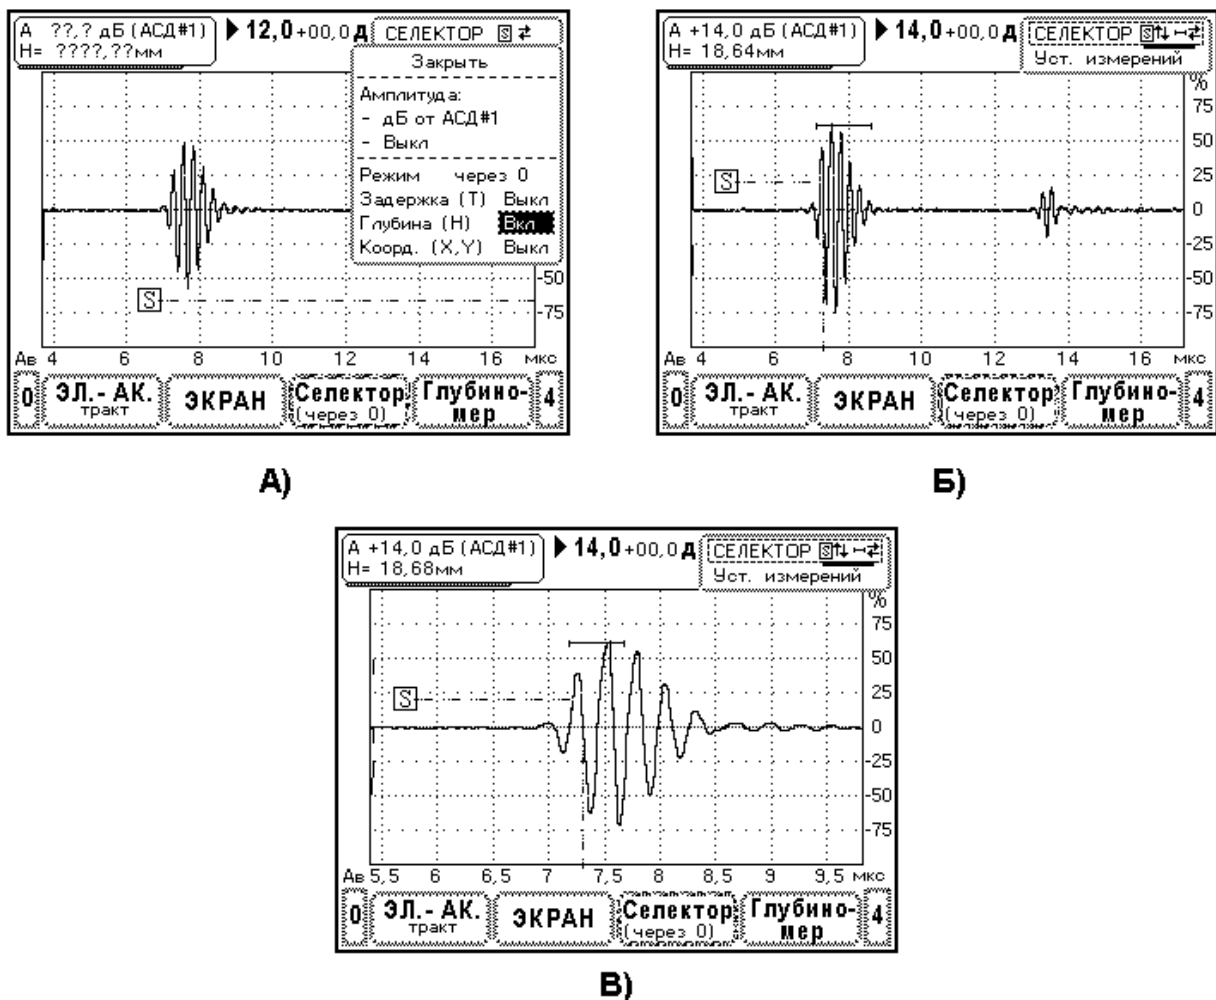 А ??,? дБ (АСД#1)
Н= ????,??мм
▶12,0+00,0 д
СЕЛЕКТОР S ⇄
Закрыть
Амплитуда:
- дБ от АСД#1
- Выкл
Режим через 0
Задержка (Т) Выкл
Глубина (Н) Вкл
Коорд. (X,Y) Выкл
S
-50
-75
Ав 4 6 8 10 12 14 16 мкс
0 ЭЛ.- АК. тракт ЭКРАН Селектор (через 0) Глубино-мер 4
А)
А +14,0 дБ (АСД#1)
Н= 18,64мм
▶14,0+00,0 д
СЕЛЕКТОР S⇅ ↔⇄
Уст. измерений
%
75
50
S
25
0
-25
-50
-75
Ав 4 6 8 10 12 14 16 мкс
0 ЭЛ.- АК. тракт ЭКРАН Селектор (через 0) Глубино-мер 4
Б)
А +14,0 дБ (АСД#1)
Н= 18,68мм
▶14,0+00,0 д
СЕЛЕКТОР S⇅ ↔⇄
Уст. измерений
%
75
50
S
25
0
-25
-50
-75
Ав 5,5 6 6,5 7 7,5 8 8,5 9 9,5 мкс
0 ЭЛ.- АК. тракт ЭКРАН Селектор (через 0) Глубино-мер 4
В)